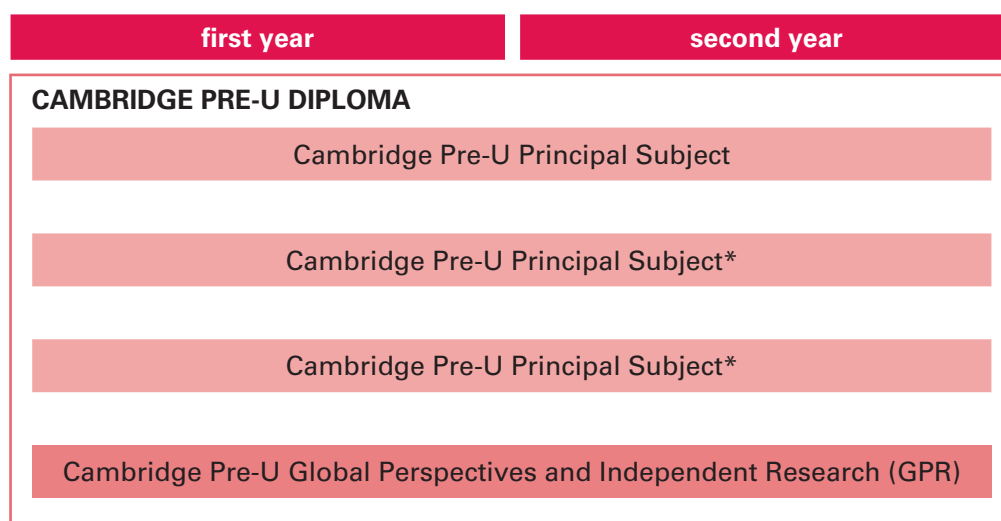 first year
second year
CAMBRIDGE PRE-U DIPLOMA
Cambridge Pre-U Principal Subject
Cambridge Pre-U Principal Subject*
Cambridge Pre-U Principal Subject*
Cambridge Pre-U Global Perspectives and Independent Research (GPR)